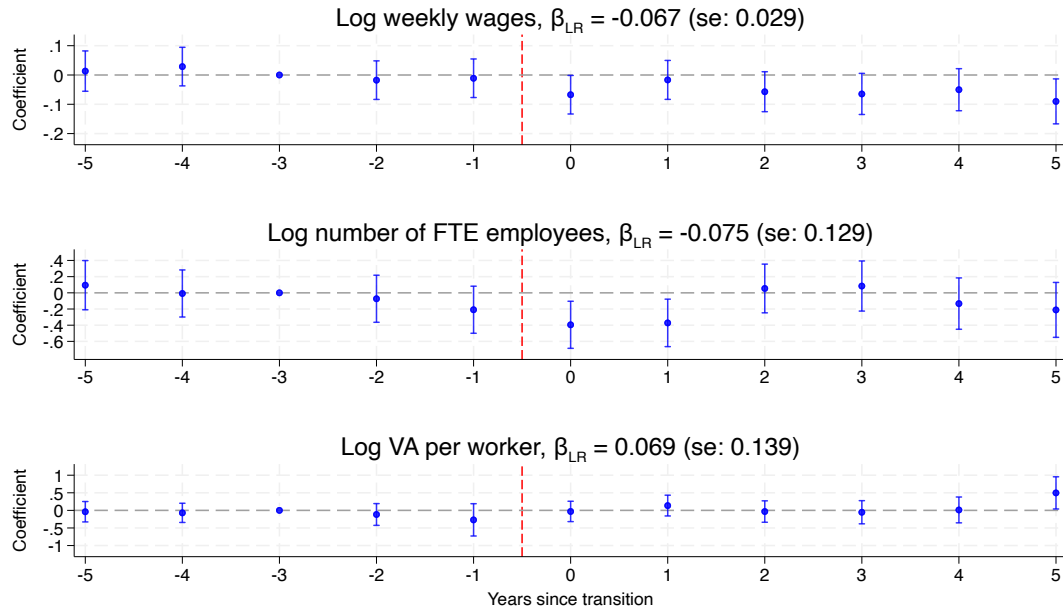 Log weekly wages, β_LR = -0.067 (se: 0.029)
Coefficient
.1
0
-.1
-.2
-5 -4 -3 -2 -1 0 1 2 3 4 5
Log number of FTE employees, β_LR = -0.075 (se: 0.129)
Coefficient
.4
.2
0
-.2
-.4
-.6
-5 -4 -3 -2 -1 0 1 2 3 4 5
Log VA per worker, β_LR = 0.069 (se: 0.139)
Coefficient
1
.5
0
-.5
-1
-5 -4 -3 -2 -1 0 1 2 3 4 5
Years since transition